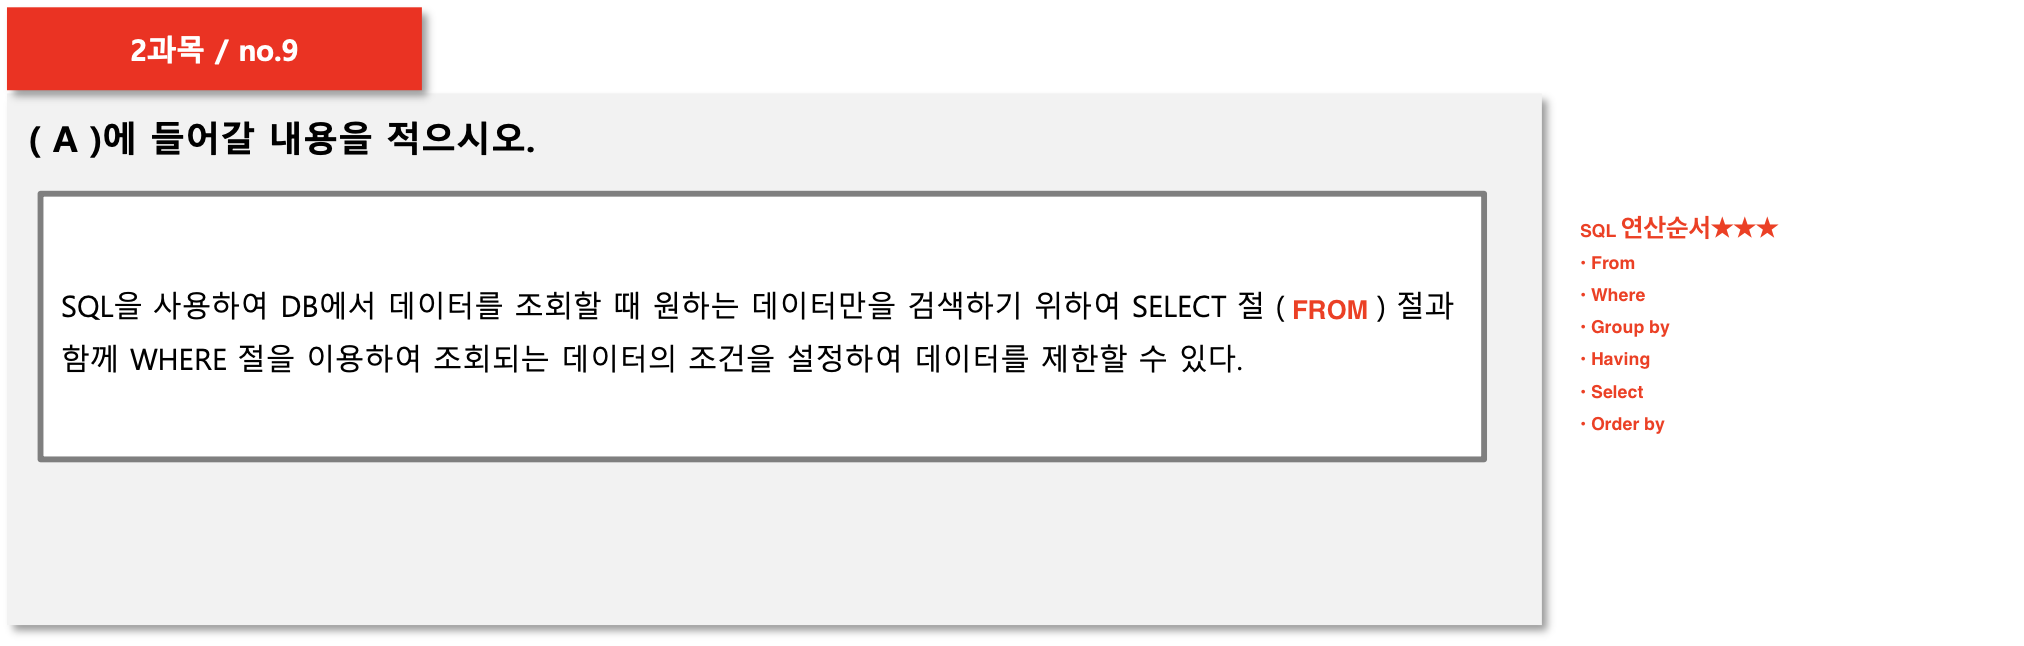 2과목 / no.9
( A )에 들어갈 내용을 적으시오.
SQL을 사용하여 DB에서 데이터를 조회할 때 원하는 데이터만을 검색하기 위하여 SELECT 절 ( FROM ) 절과
함께 WHERE 절을 이용하여 조회되는 데이터의 조건을 설정하여 데이터를 제한할 수 있다.
SQL 연산순서★★★
· From
· Where
· Group by
· Having
· Select
· Order by